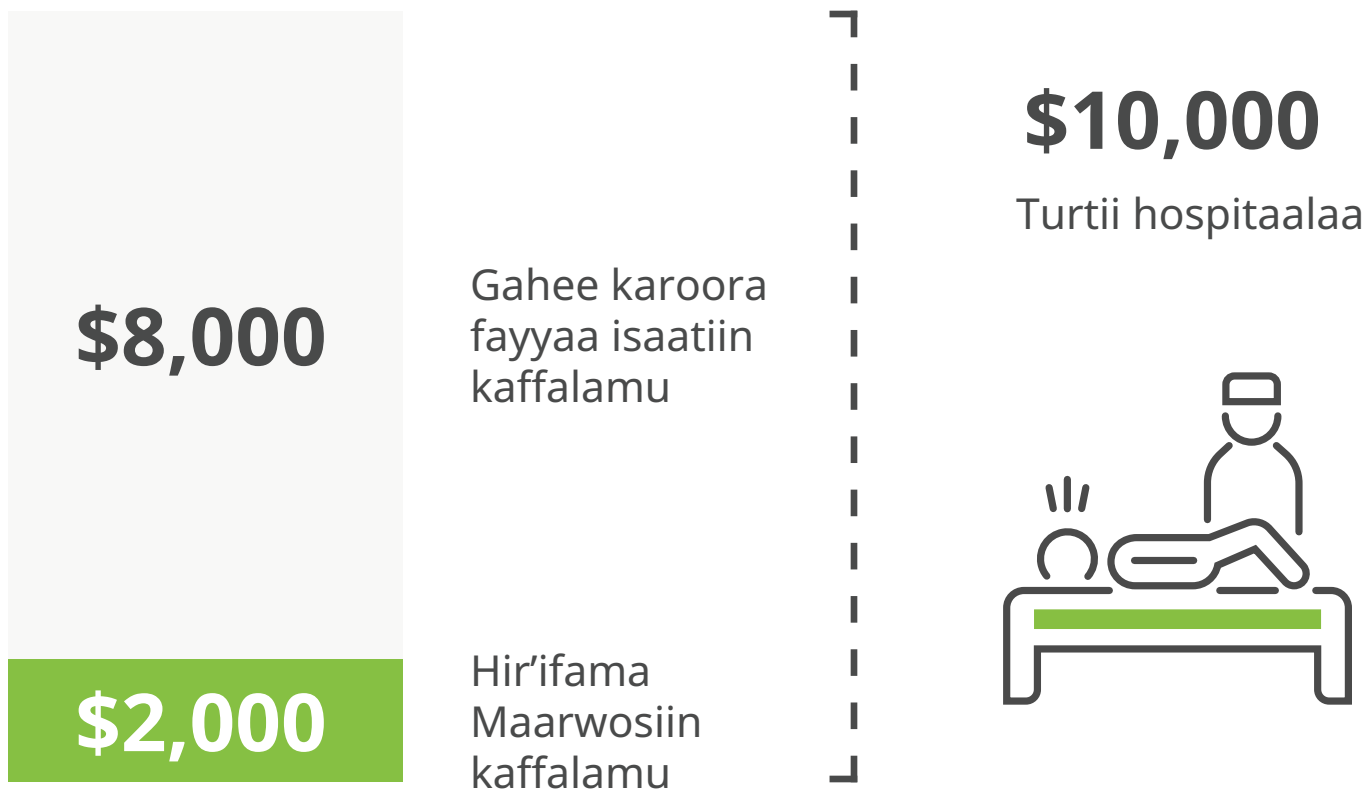 $8,000
Gahee karoora
fayyaa isaatiin
kaffalamu
$2,000
Hir’ifama
Maarwosiin
kaffalamu
$10,000
Turtii hospitaalaa